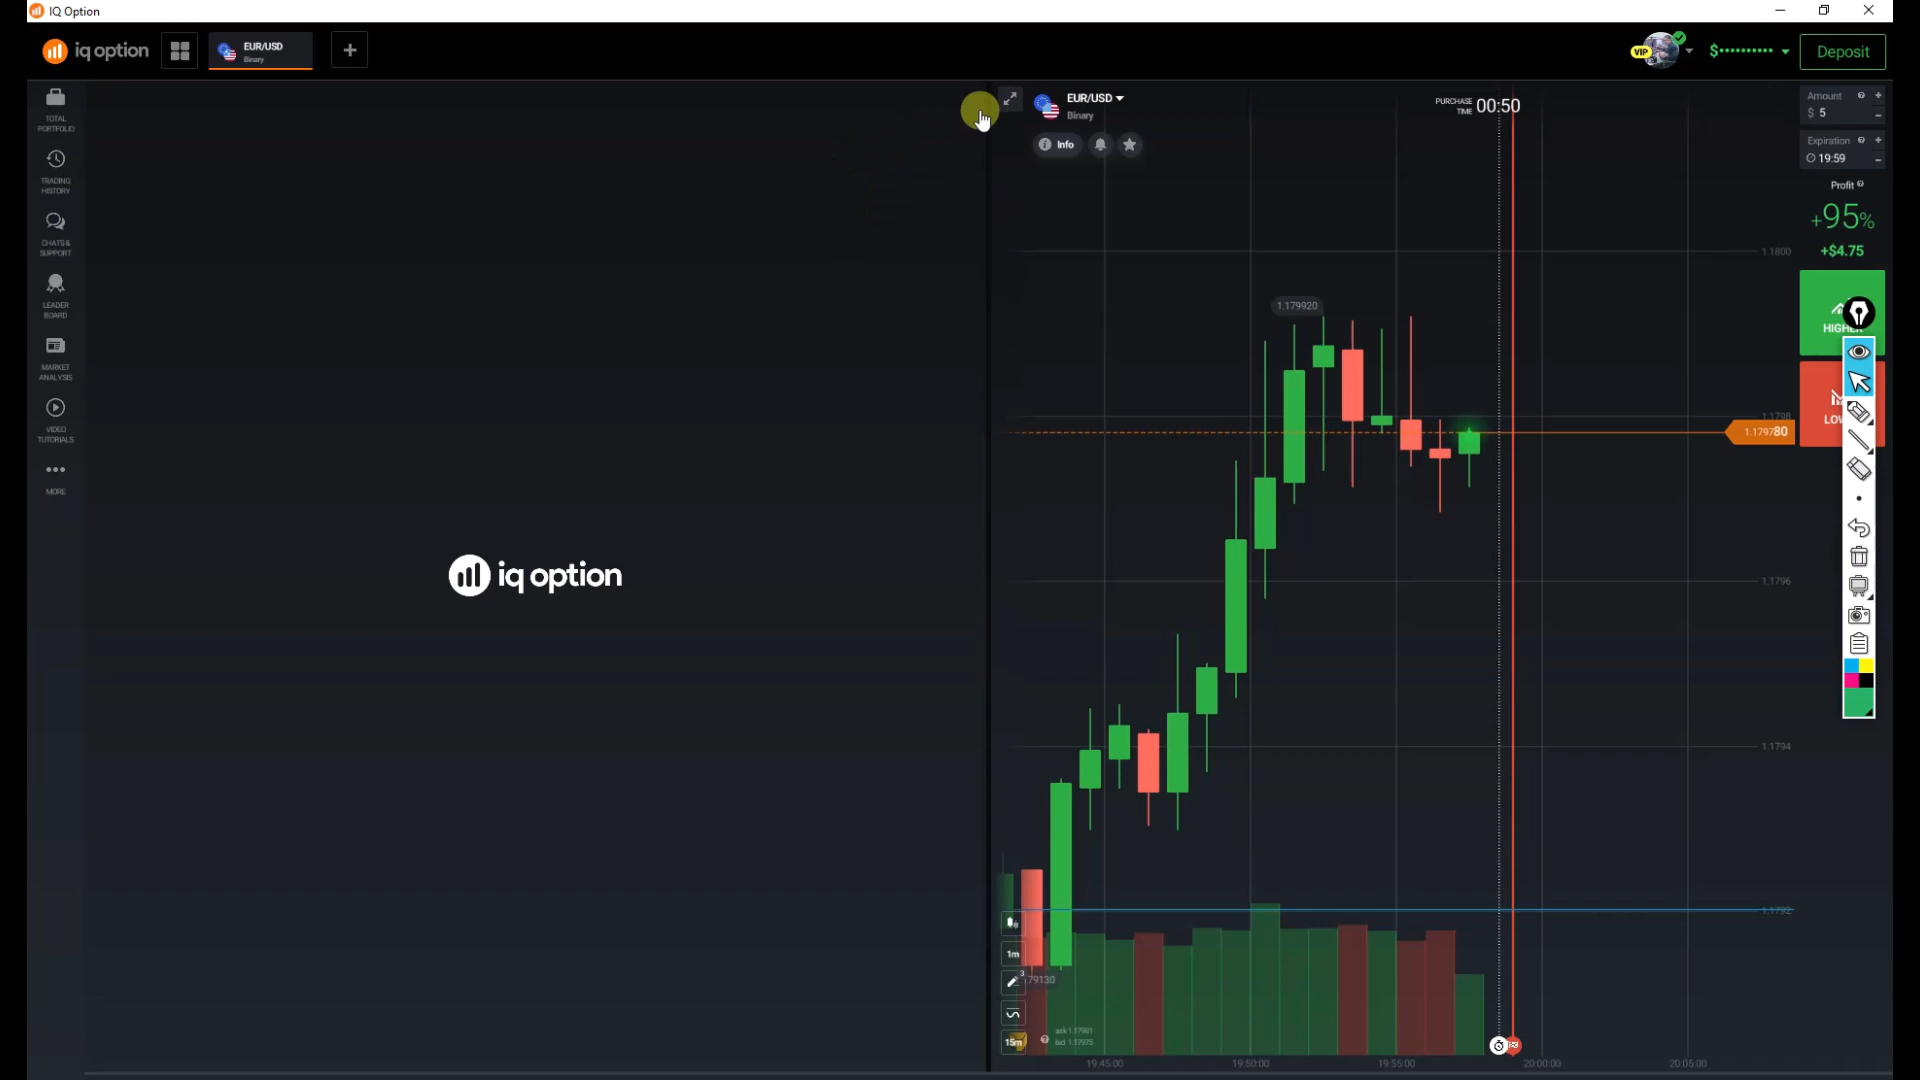 IQ Option
iq option
EUR/USD
Binary
+
VIP
$••••••••••
Deposit
TOTAL
PORTFOLIO
TRADING
HISTORY
CHATS &
SUPPORT
LEADER
BOARD
MARKET
ANALYSIS
VIDEO
TUTORIALS
MORE
iq option
EUR/USD
Binary
Info
PURCHASE
TIME
00:50
Amount
$ 5
Expiration
19:59
Profit
+95%
+$4.75
HIGHER
1.1800
1.179920
1.1798
1.179780
1.1796
1.1794
1.1792
1m
3
79130
15m
ask 1.17981
bid 1.17975
19:45:00
19:50:00
19:55:00
20:00:00
20:05:00